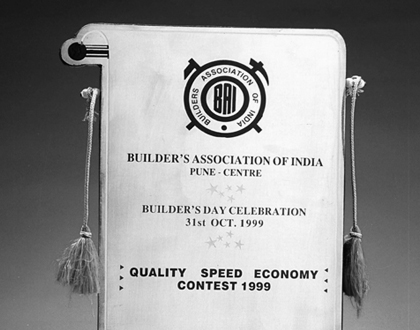 BUILDERS ASSOCIATION OF INDIA
BAI
BUILDER'S ASSOCIATION OF INDIA
PUNE - CENTRE
BUILDER'S DAY CELEBRATION
31st OCT. 1999
QUALITY SPEED ECONOMY
CONTEST 1999